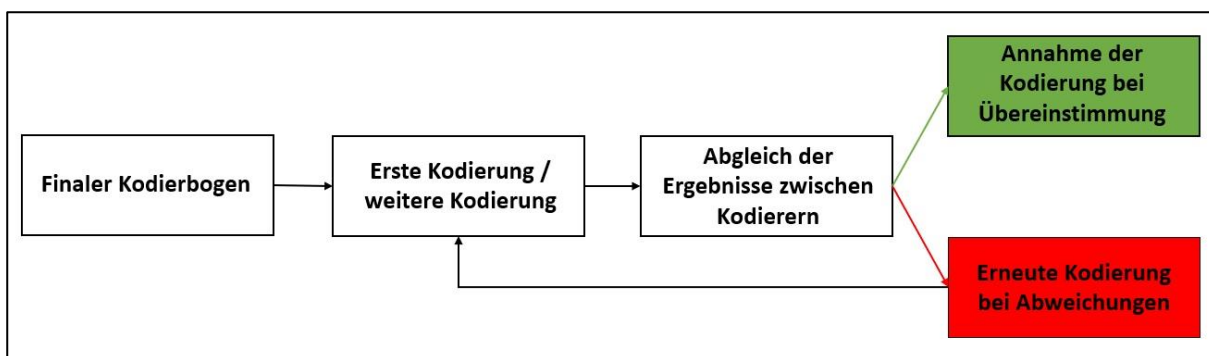 Finaler Kodierbogen
Erste Kodierung /
weitere Kodierung
Abgleich der
Ergebnisse zwischen
Kodierern
Annahme der
Kodierung bei
Übereinstimmung
Erneute Kodierung
bei Abweichungen